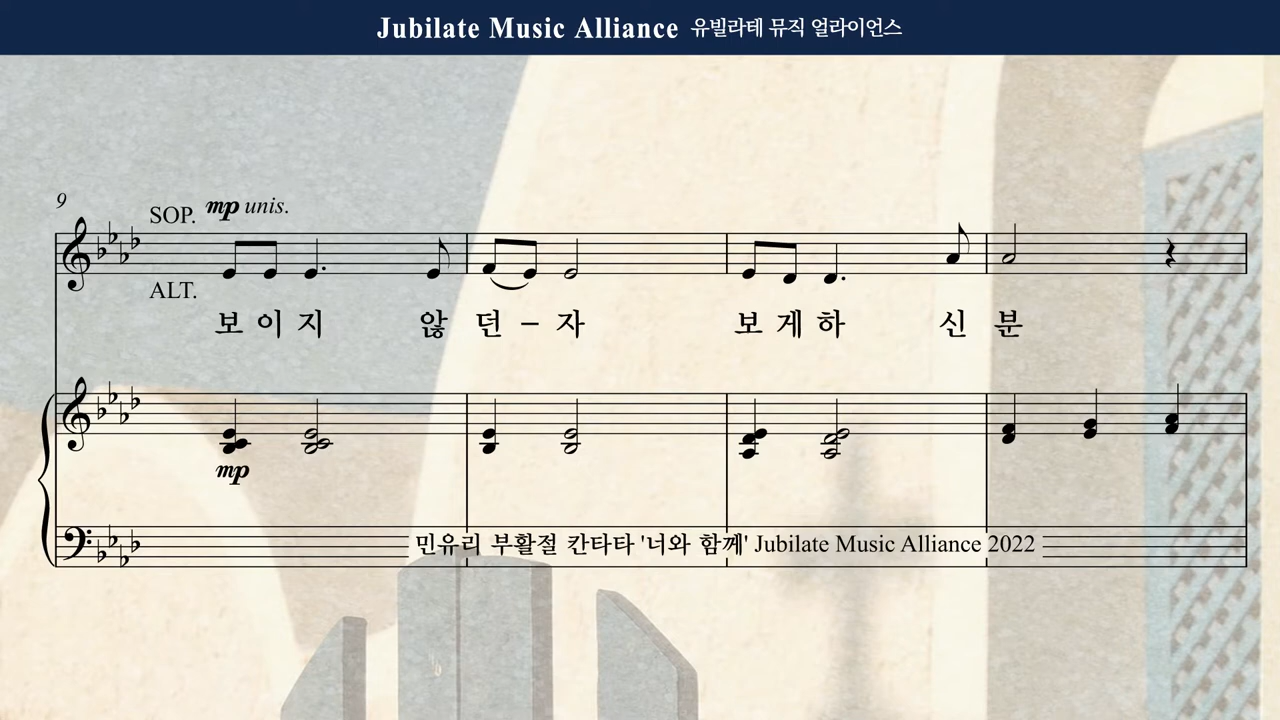 Jubilate Music Alliance 유빌라테 뮤직 얼라이언스
9
SOP. mp unis.
ALT.
보 이 지 않 던 – 자 보 게 하 신 분
mp
민유리 부활절 칸타타 '너와 함께' Jubilate Music Alliance 2022